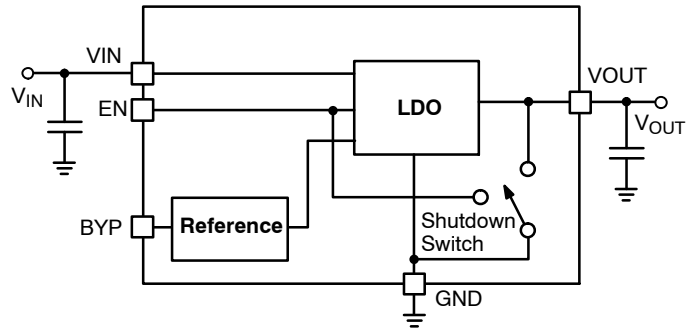 VIN
VIN
EN
LDO
VOUT
VOUT
BYP
Reference
Shutdown
Switch
GND